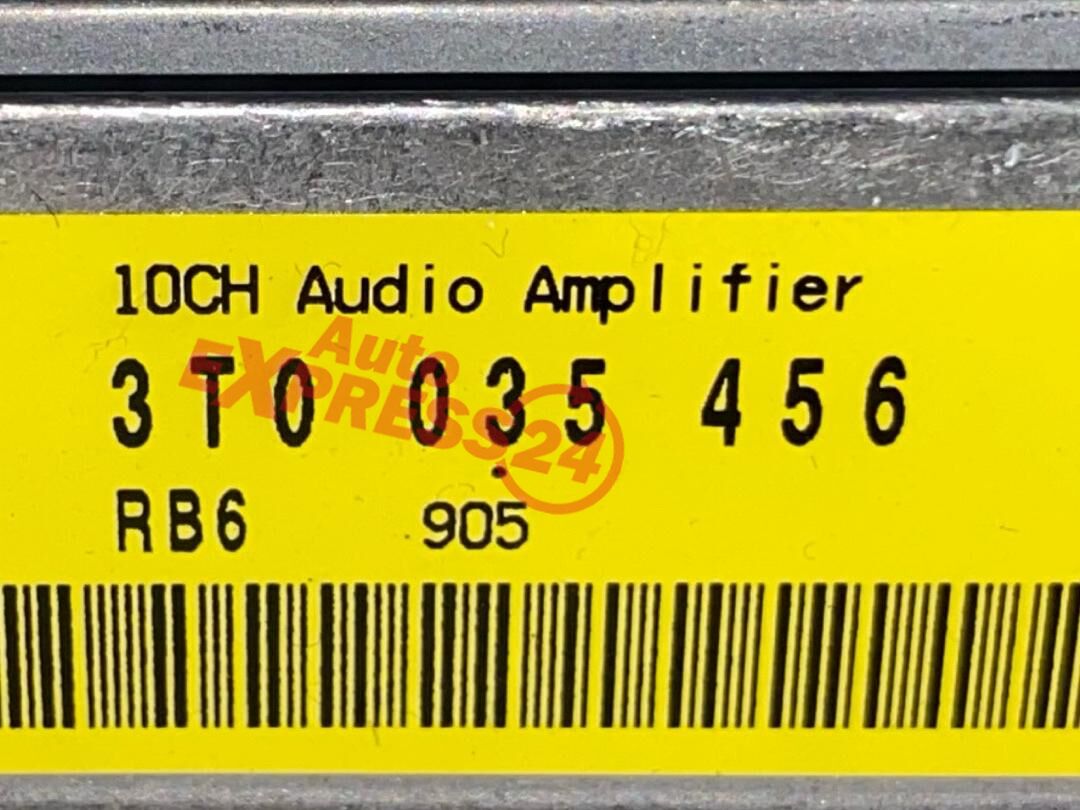 10CH Audio Amplifier
Auto
EXPRESS24
3T0 035 456
RB6 905